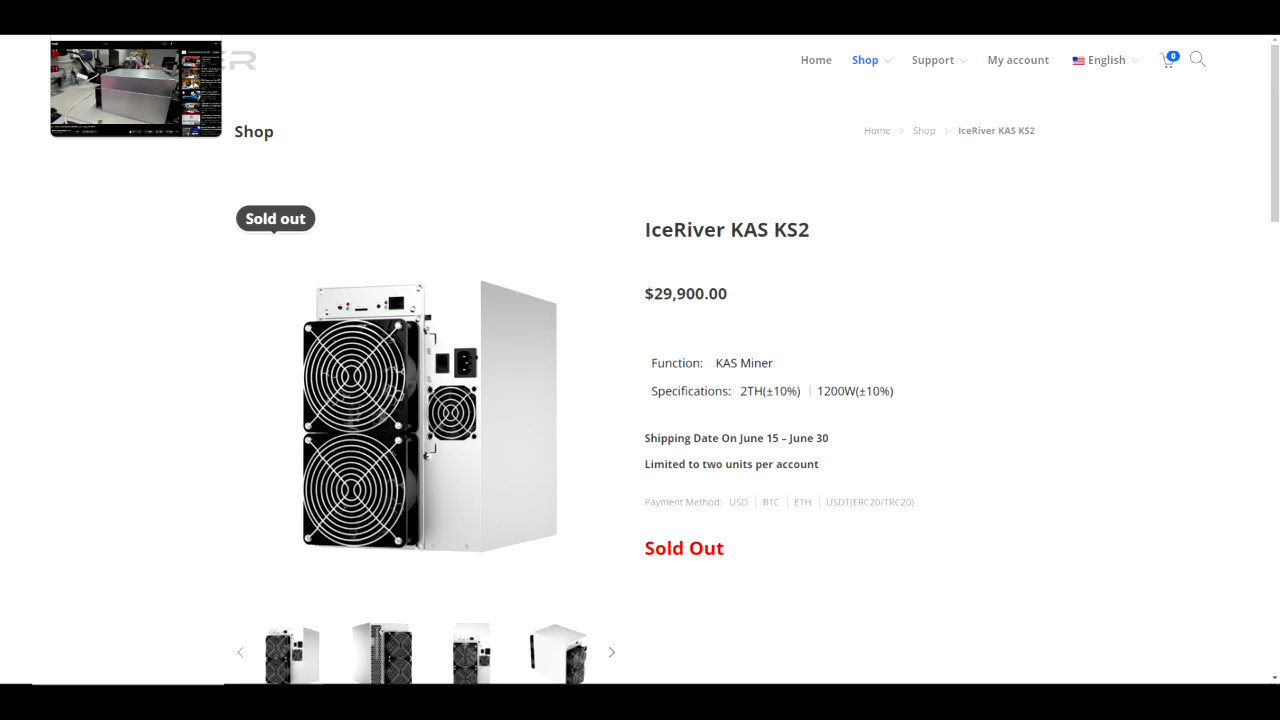 Home Shop Support My account English 0
Shop
Home Shop IceRiver KAS KS2
Sold out
IceRiver KAS KS2
$29,900.00
Function: KAS Miner
Specifications: 2TH(±10%) 1200W(±10%)
Shipping Date On June 15 – June 30
Limited to two units per account
Payment Method: USD BTC ETH USDT(ERC20/TRC20)
Sold Out